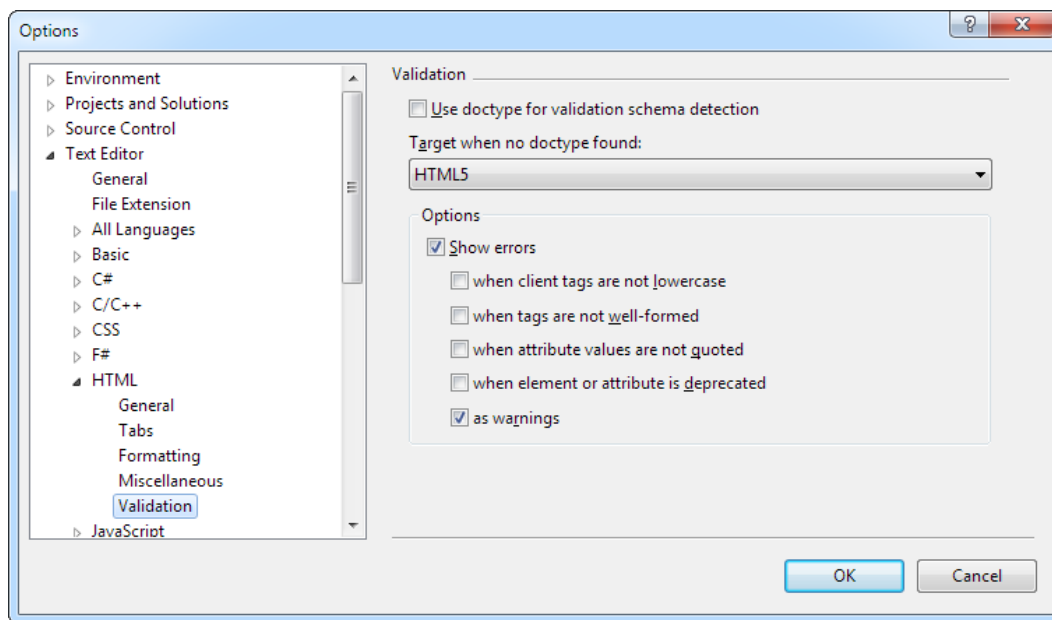 Options
Environment
Projects and Solutions
Source Control
Text Editor
General
File Extension
All Languages
Basic
C#
C/C++
CSS
F#
HTML
General
Tabs
Formatting
Miscellaneous
Validation
JavaScript
Validation
Use doctype for validation schema detection
Target when no doctype found:
HTML5
Options
Show errors
when client tags are not lowercase
when tags are not well-formed
when attribute values are not quoted
when element or attribute is deprecated
as warnings
OK
Cancel